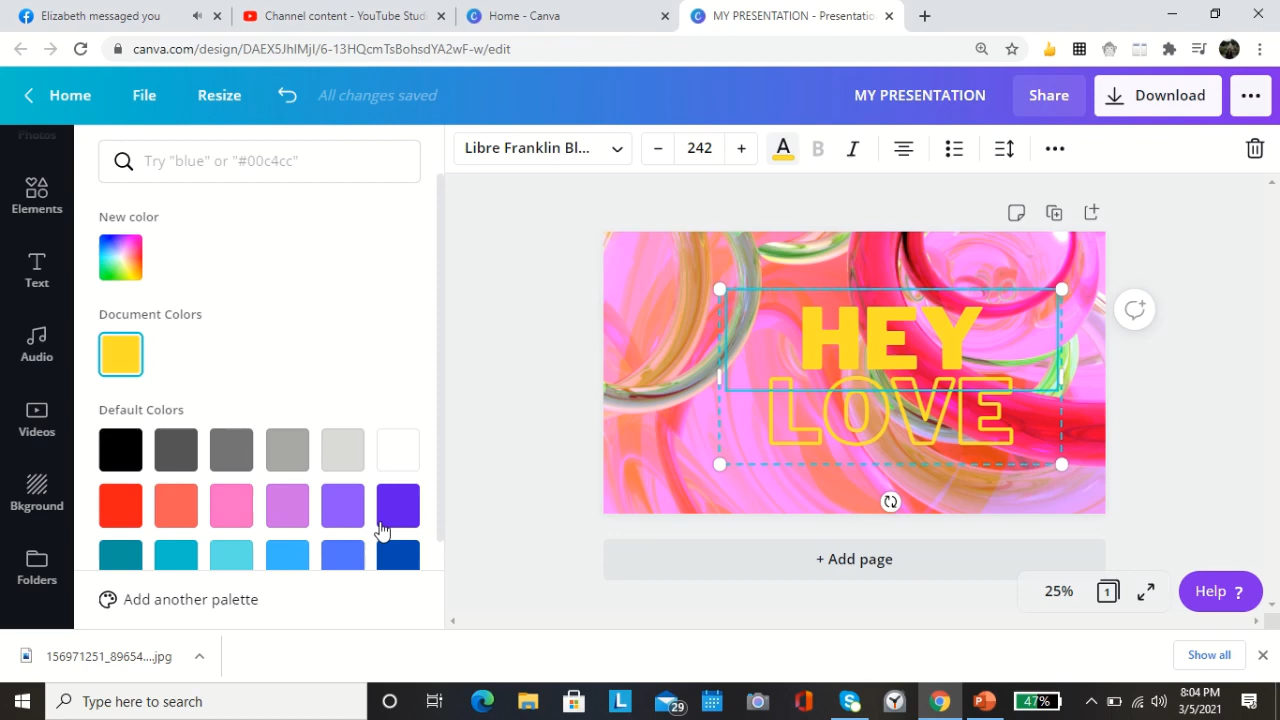 Elizabeth messaged you
Channel content - YouTube Studi
Home - Canva
MY PRESENTATION - Presentatio
canva.com/design/DAEX5JhlMjI/6-13HQcmTsBohsdYA2wF-w/edit
Home
File
Resize
All changes saved
MY PRESENTATION
Share
Download
Photos
Elements
Text
Audio
Videos
Bkground
Folders
Try "blue" or "#00c4cc"
New color
Document Colors
Default Colors
Add another palette
Libre Franklin Bl...
– 242 +
A B I
HEY
LOVE
+ Add page
25%
1
Help ?
156971251_89654....jpg
Show all
Type here to search
L
29
47%
8:04 PM
3/5/2021